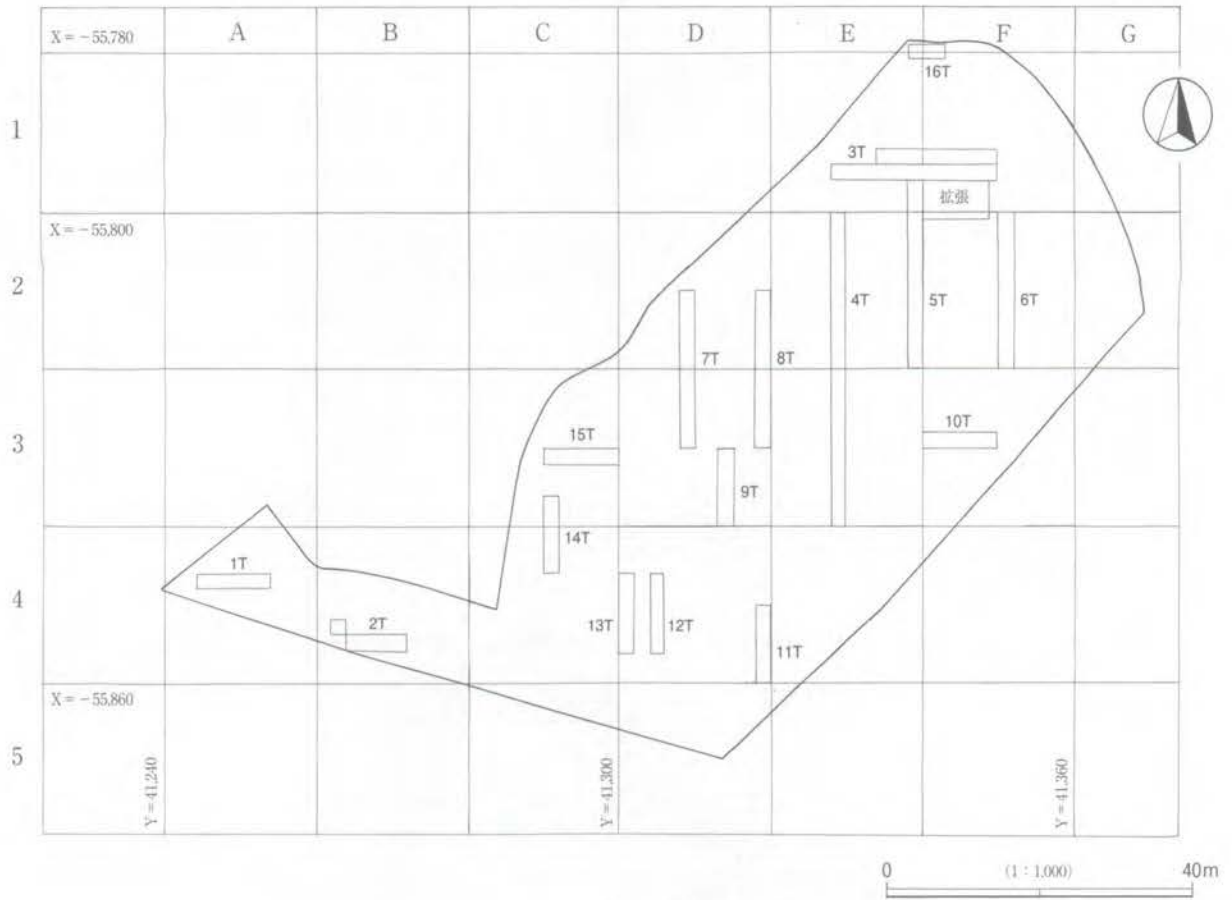 A B C D E F G
X = −55,780
16T
1
3T
拡張
X = −55,800
2
4T 5T 6T
7T 8T
3
15T 10T
9T
14T
1T
4
2T 13T 12T
11T
X = −55,860
5
Y = 41,240 Y = 41,300 Y = 41,360
0 (1 : 1,000) 40m